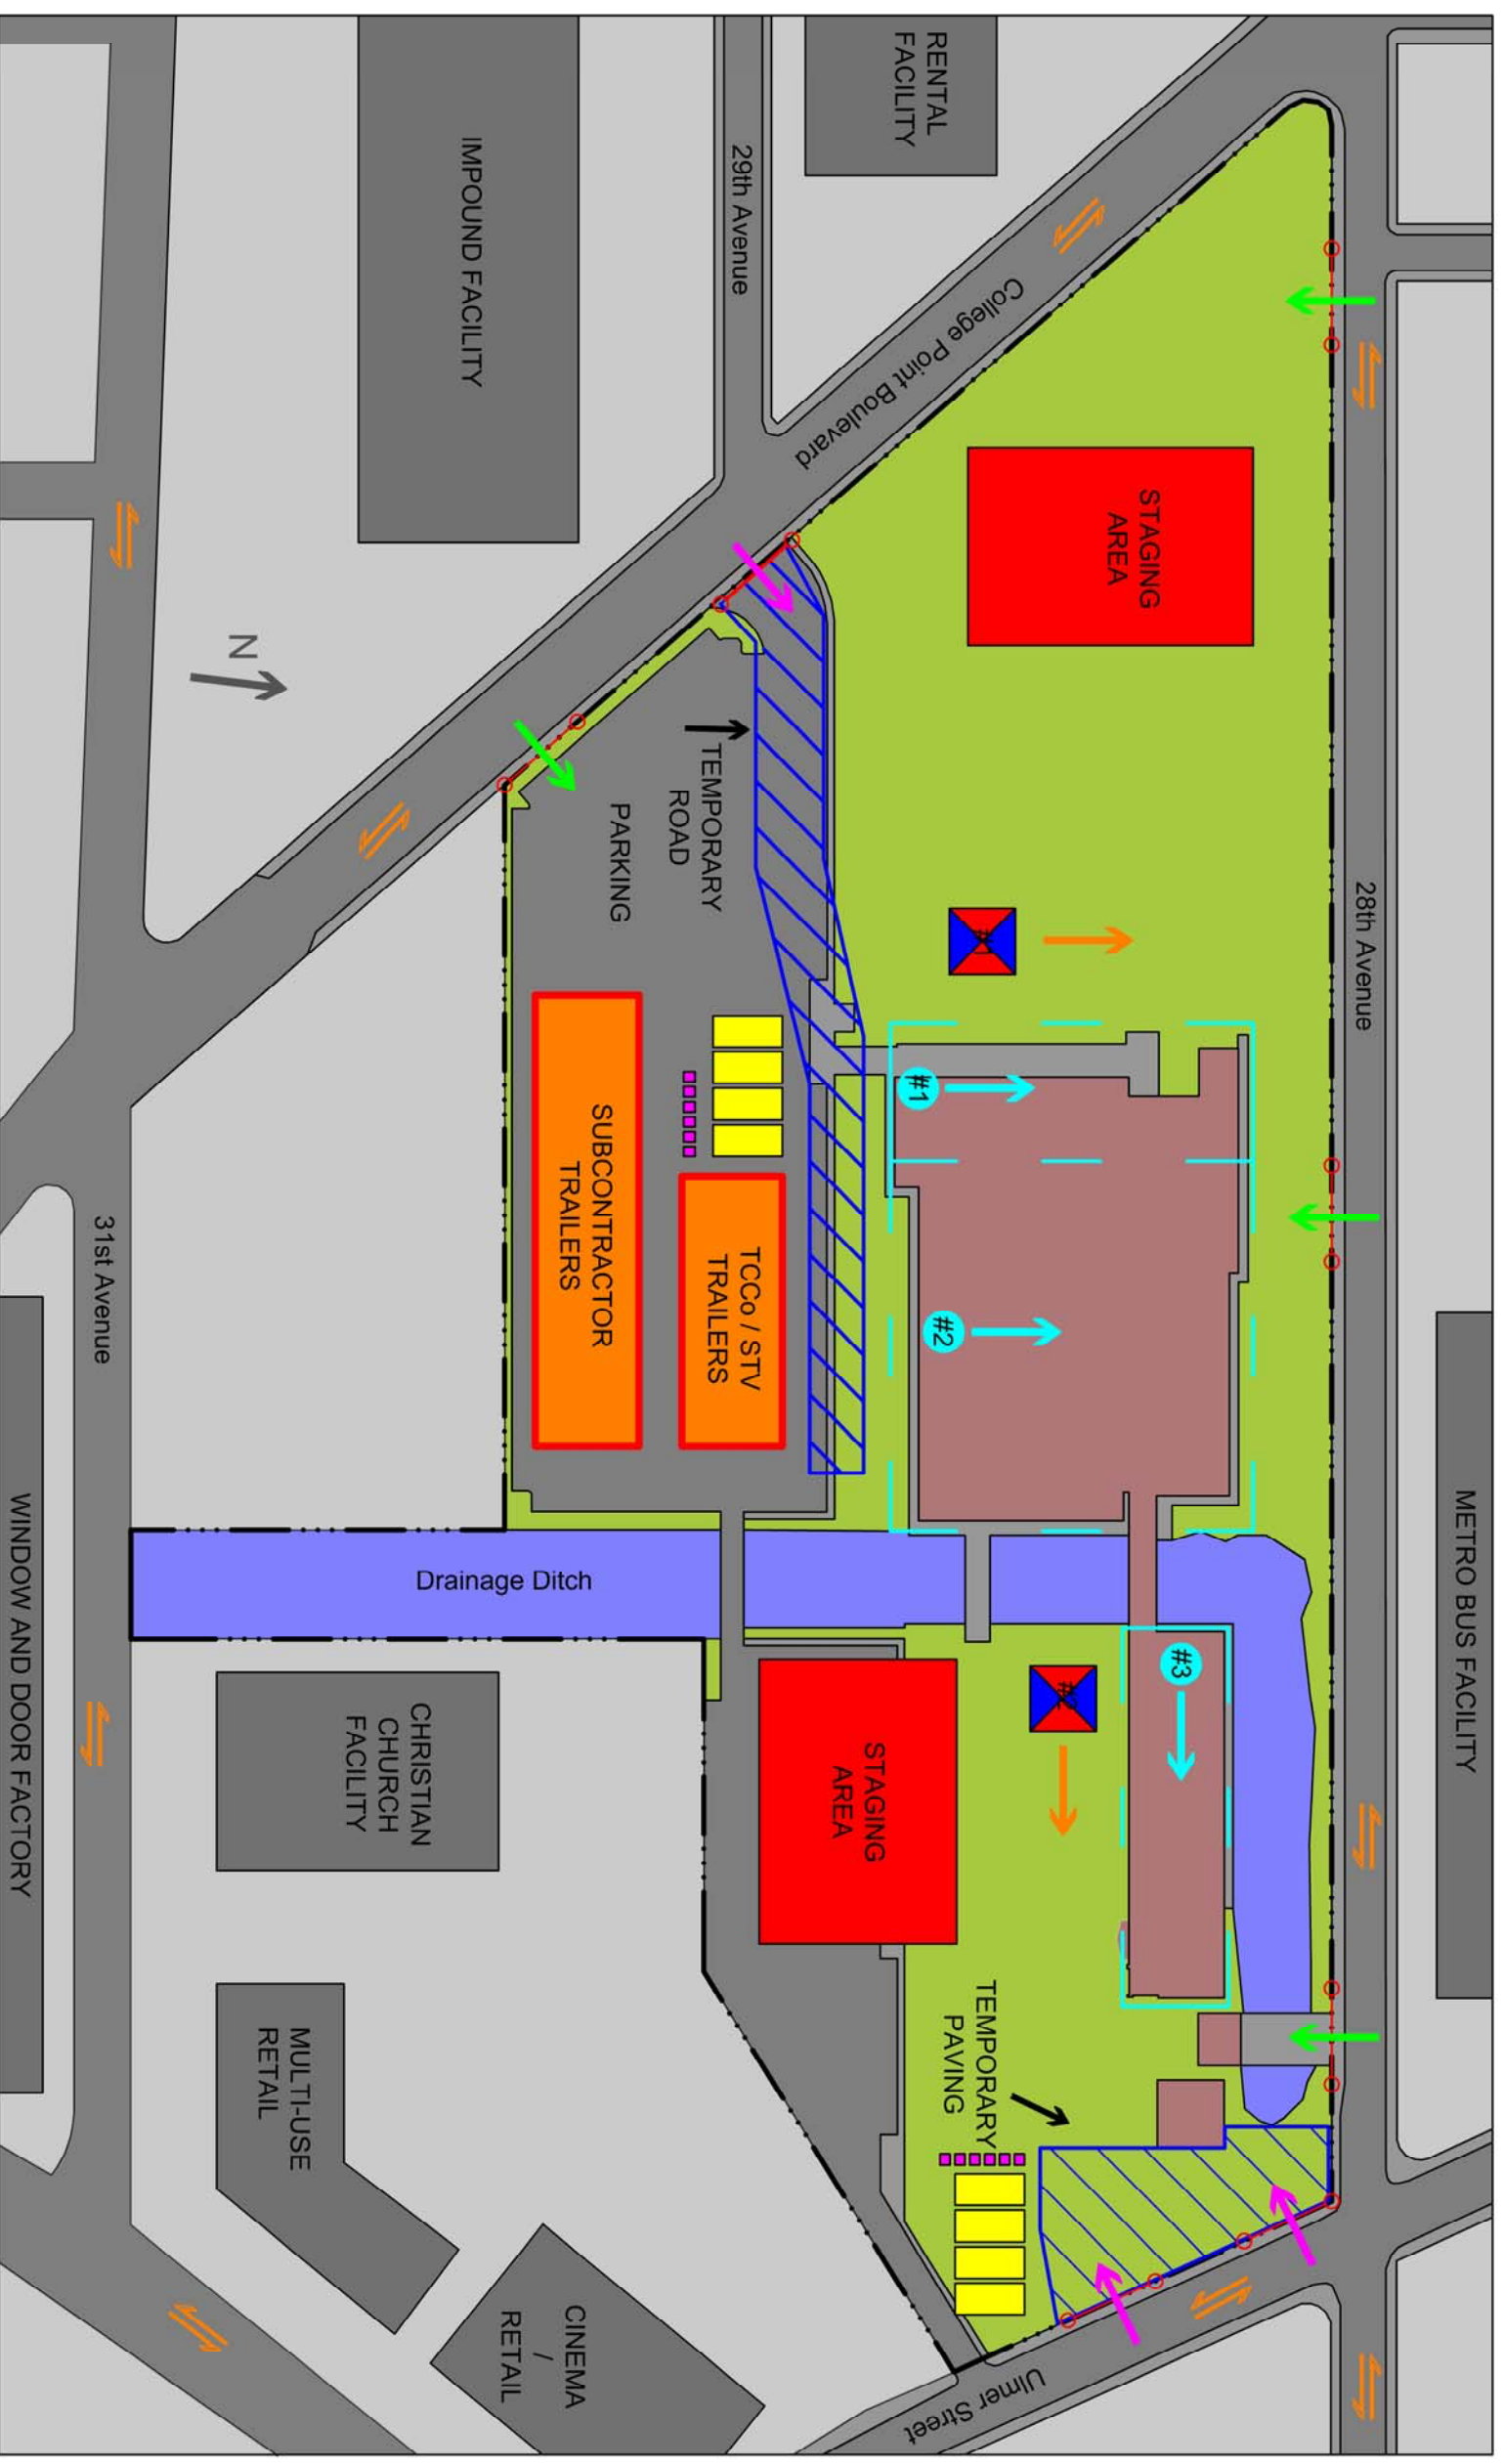 METRO BUS FACILITY
28th Avenue
RENTAL
FACILITY
College Point Boulevard
29th Avenue
IMPOUND FACILITY
STAGING
AREA
#1
#1
#2
#3
#2
STAGING
AREA
TEMPORARY
PAVING
Ulmer Street
TEMPORARY
ROAD
PARKING
TCCo / STV
TRAILERS
SUBCONTRACTOR
TRAILERS
Drainage Ditch
N
CHRISTIAN
CHURCH
FACILITY
MULTI-USE
RETAIL
CINEMA
/
RETAIL
31st Avenue
WINDOW AND DOOR FACTORY